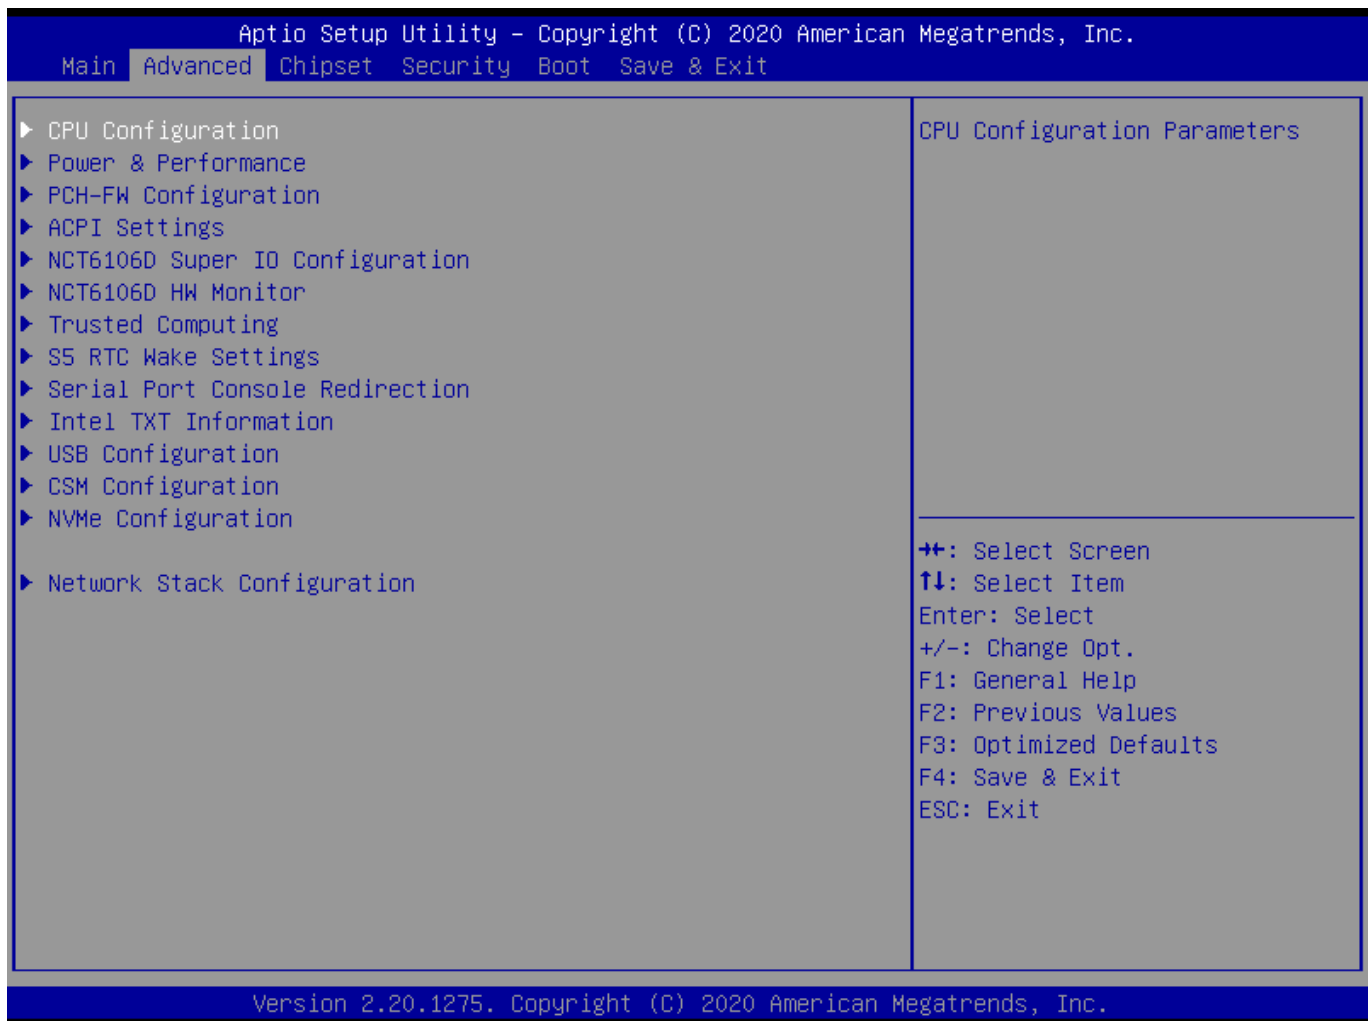 Aptio Setup Utility – Copyright (C) 2020 American Megatrends, Inc.
Main Advanced Chipset Security Boot Save & Exit
CPU Configuration
Power & Performance
PCH-FW Configuration
ACPI Settings
NCT6106D Super IO Configuration
NCT6106D HW Monitor
Trusted Computing
S5 RTC Wake Settings
Serial Port Console Redirection
Intel TXT Information
USB Configuration
CSM Configuration
NVMe Configuration
Network Stack Configuration
CPU Configuration Parameters
→←: Select Screen
↑↓: Select Item
Enter: Select
+/-: Change Opt.
F1: General Help
F2: Previous Values
F3: Optimized Defaults
F4: Save & Exit
ESC: Exit
Version 2.20.1275. Copyright (C) 2020 American Megatrends, Inc.